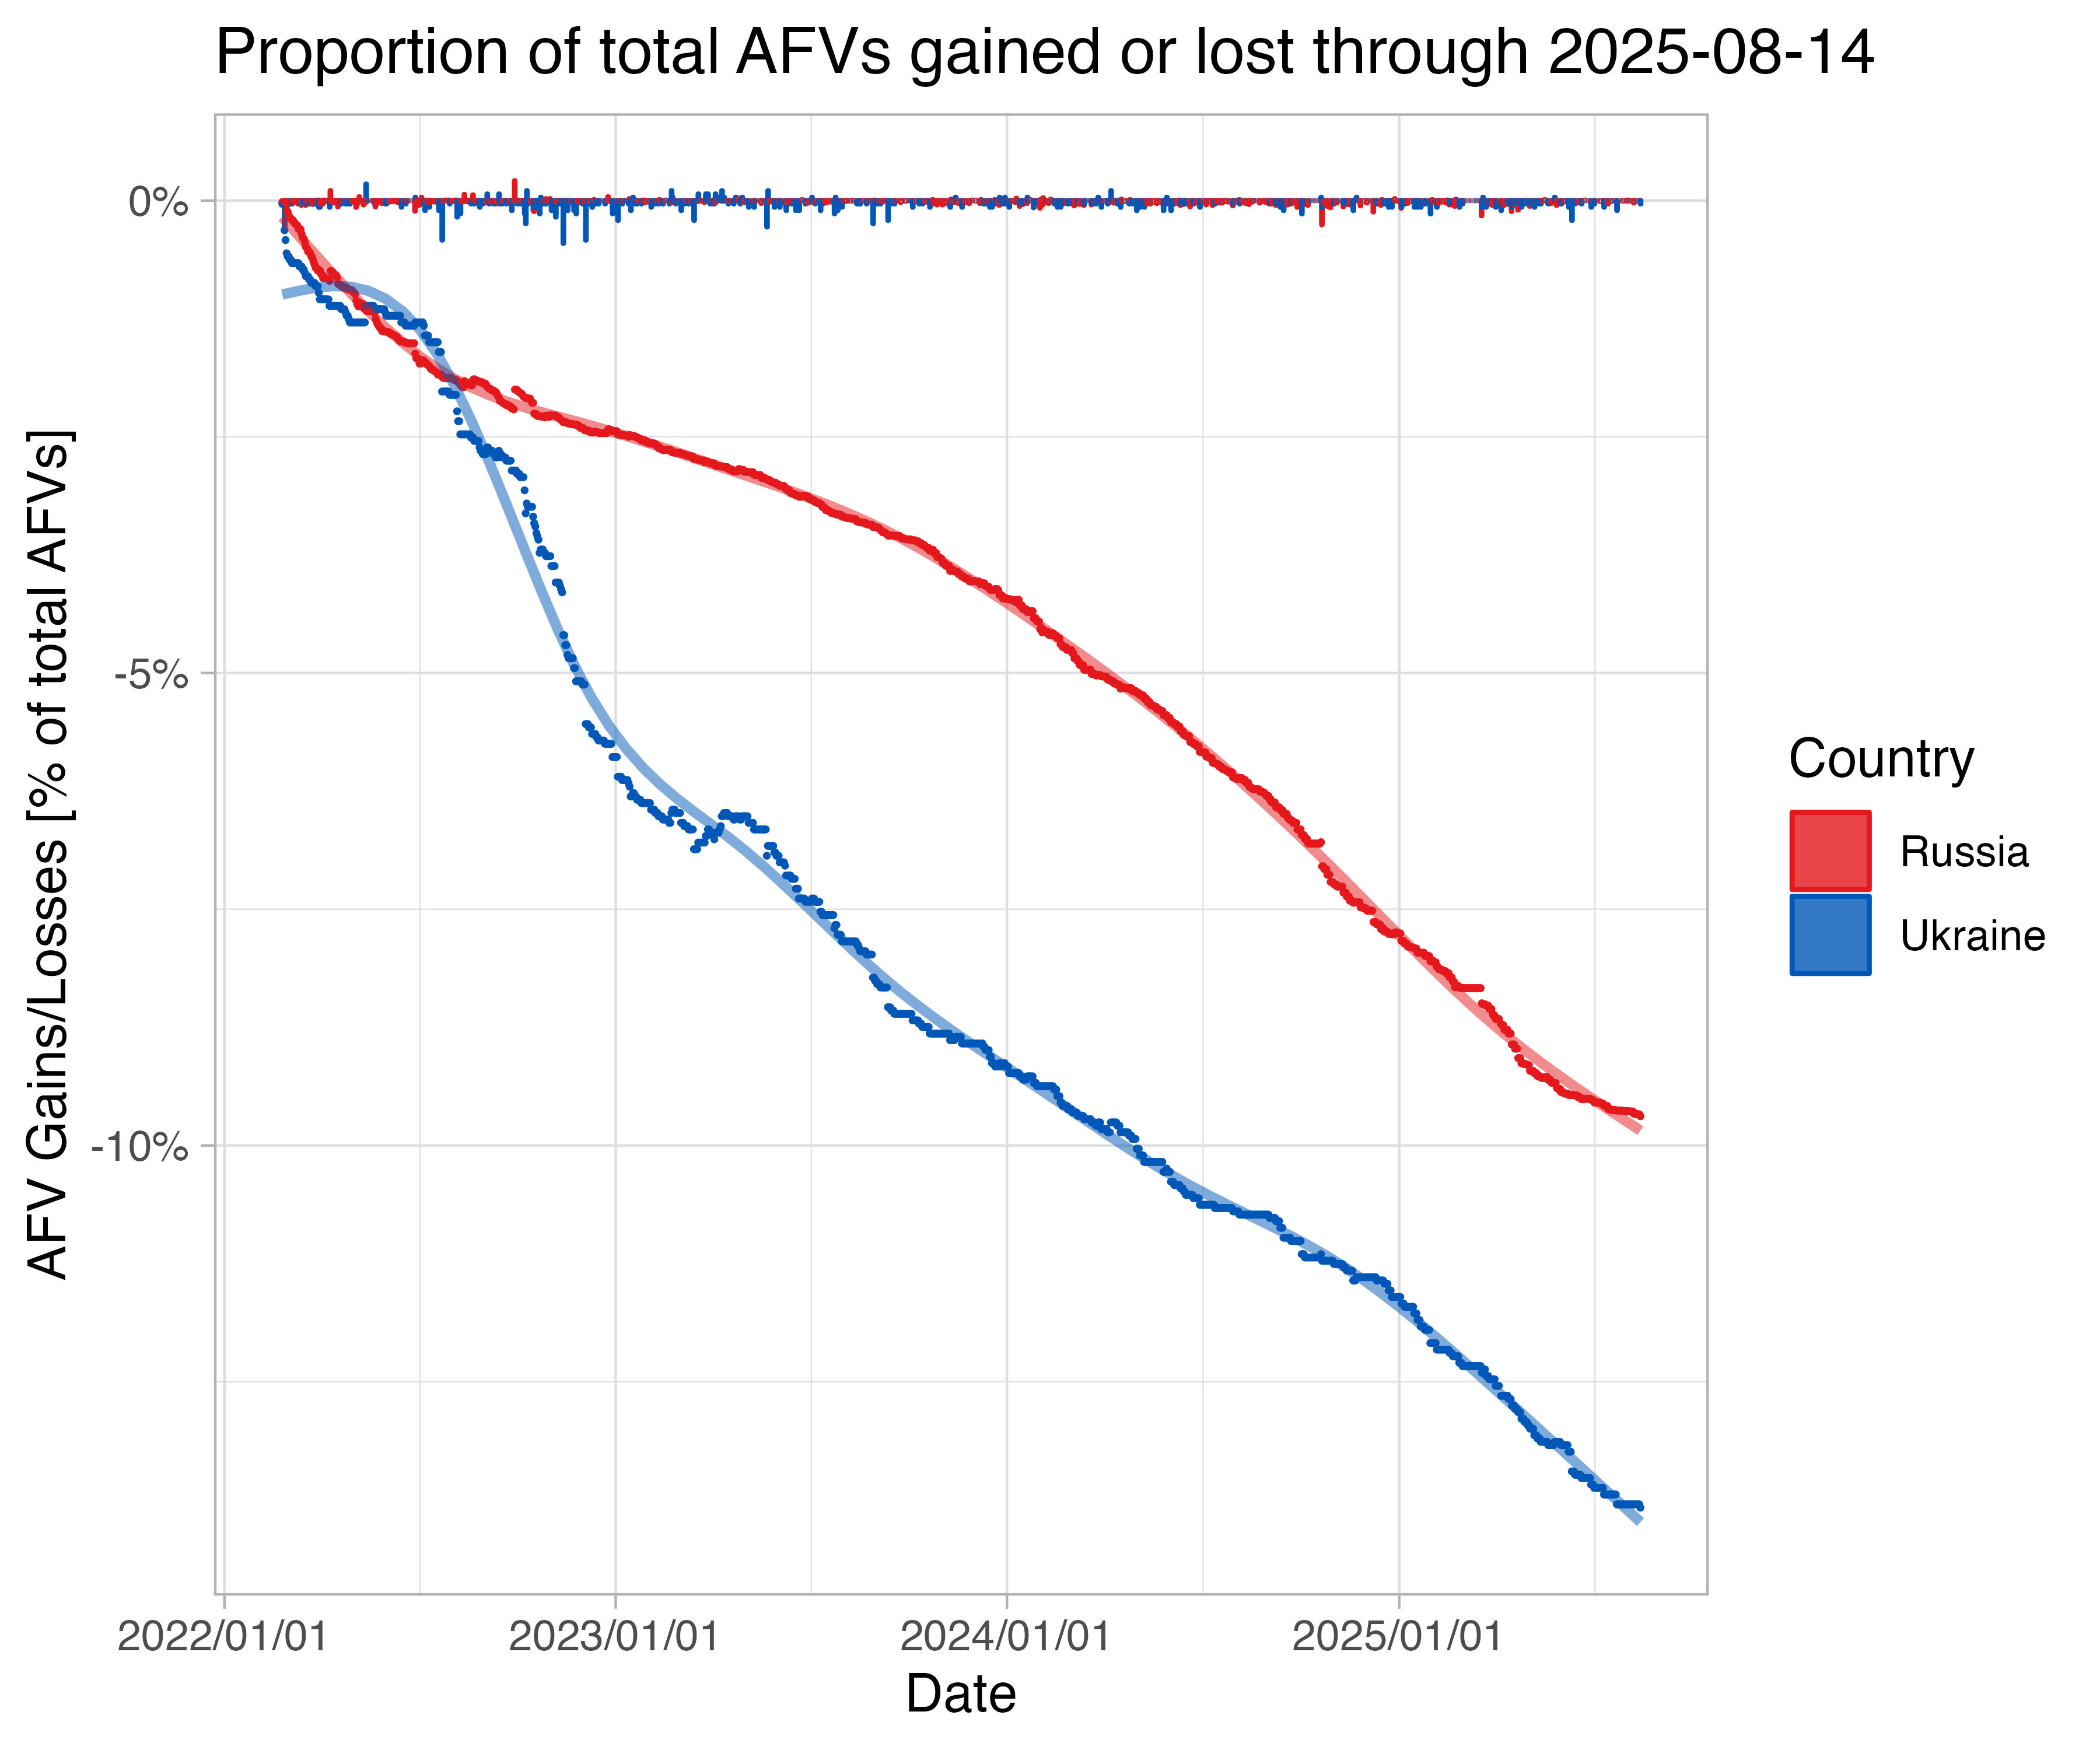 Proportion of total AFVs gained or lost through 2025-08-14
AFV Gains/Losses [% of total AFVs]
0%
-5%
-10%
2022/01/01
2023/01/01
2024/01/01
2025/01/01
Date
Country
Russia
Ukraine